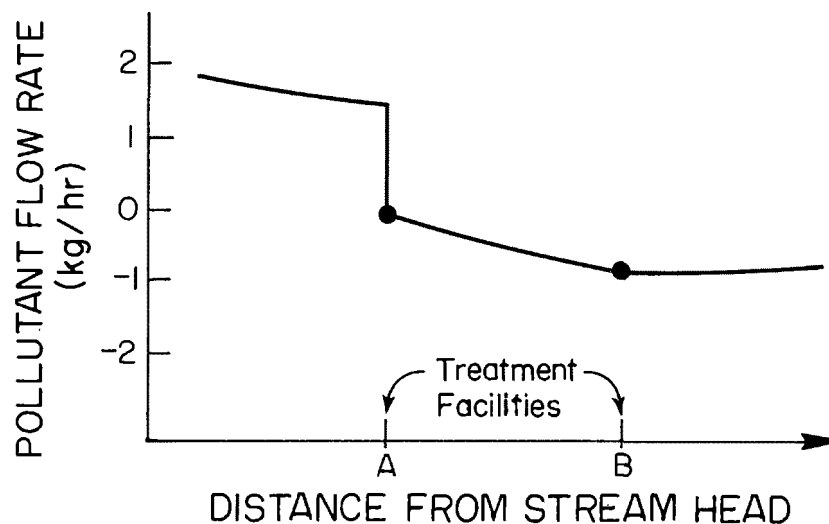 POLLUTANT FLOW RATE
(kg/hr)
2
1
0
-1
-2
Treatment
Facilities
A
B
DISTANCE FROM STREAM HEAD